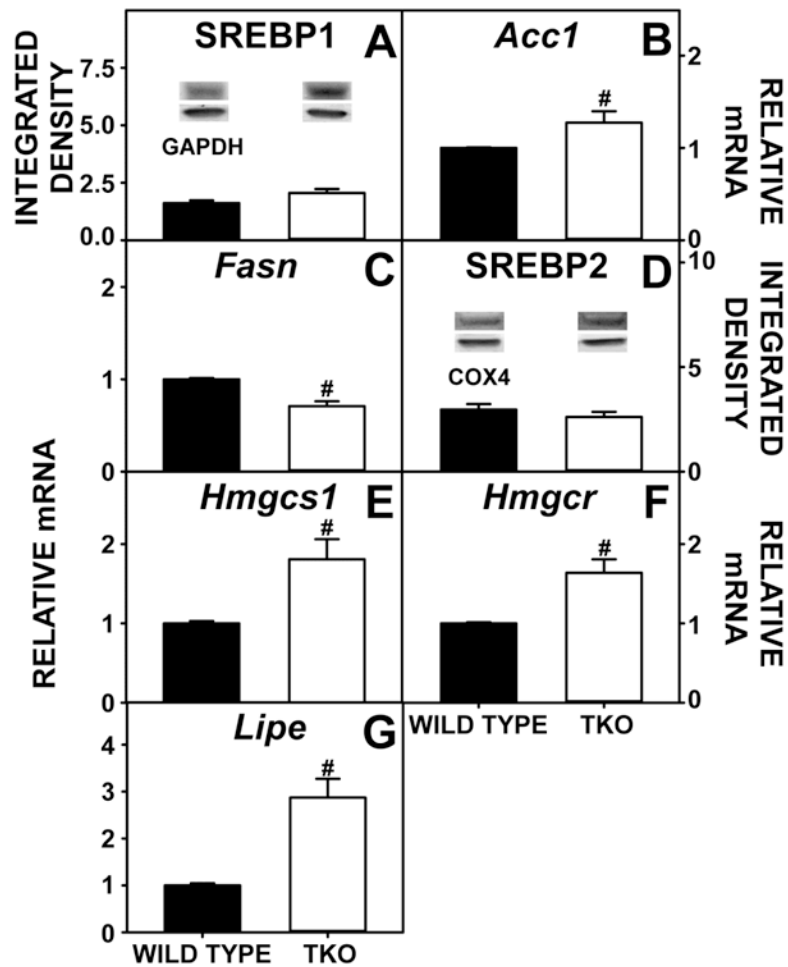 SREBP1 A
INTEGRATED
DENSITY
7.5
5.0
2.5
0.0
GAPDH
Acc1 B
#
2
1
0
RELATIVE
mRNA
Fasn C
2
1
0
#
SREBP2 D
COX4
10
5
0
INTEGRATED
DENSITY
RELATIVE mRNA
Hmgcs1 E
2
1
0
#
Hmgcr F
#
2
1
0
RELATIVE
mRNA
WILD TYPE TKO
Lipe G
4
3
2
1
0
#
WILD TYPE TKO